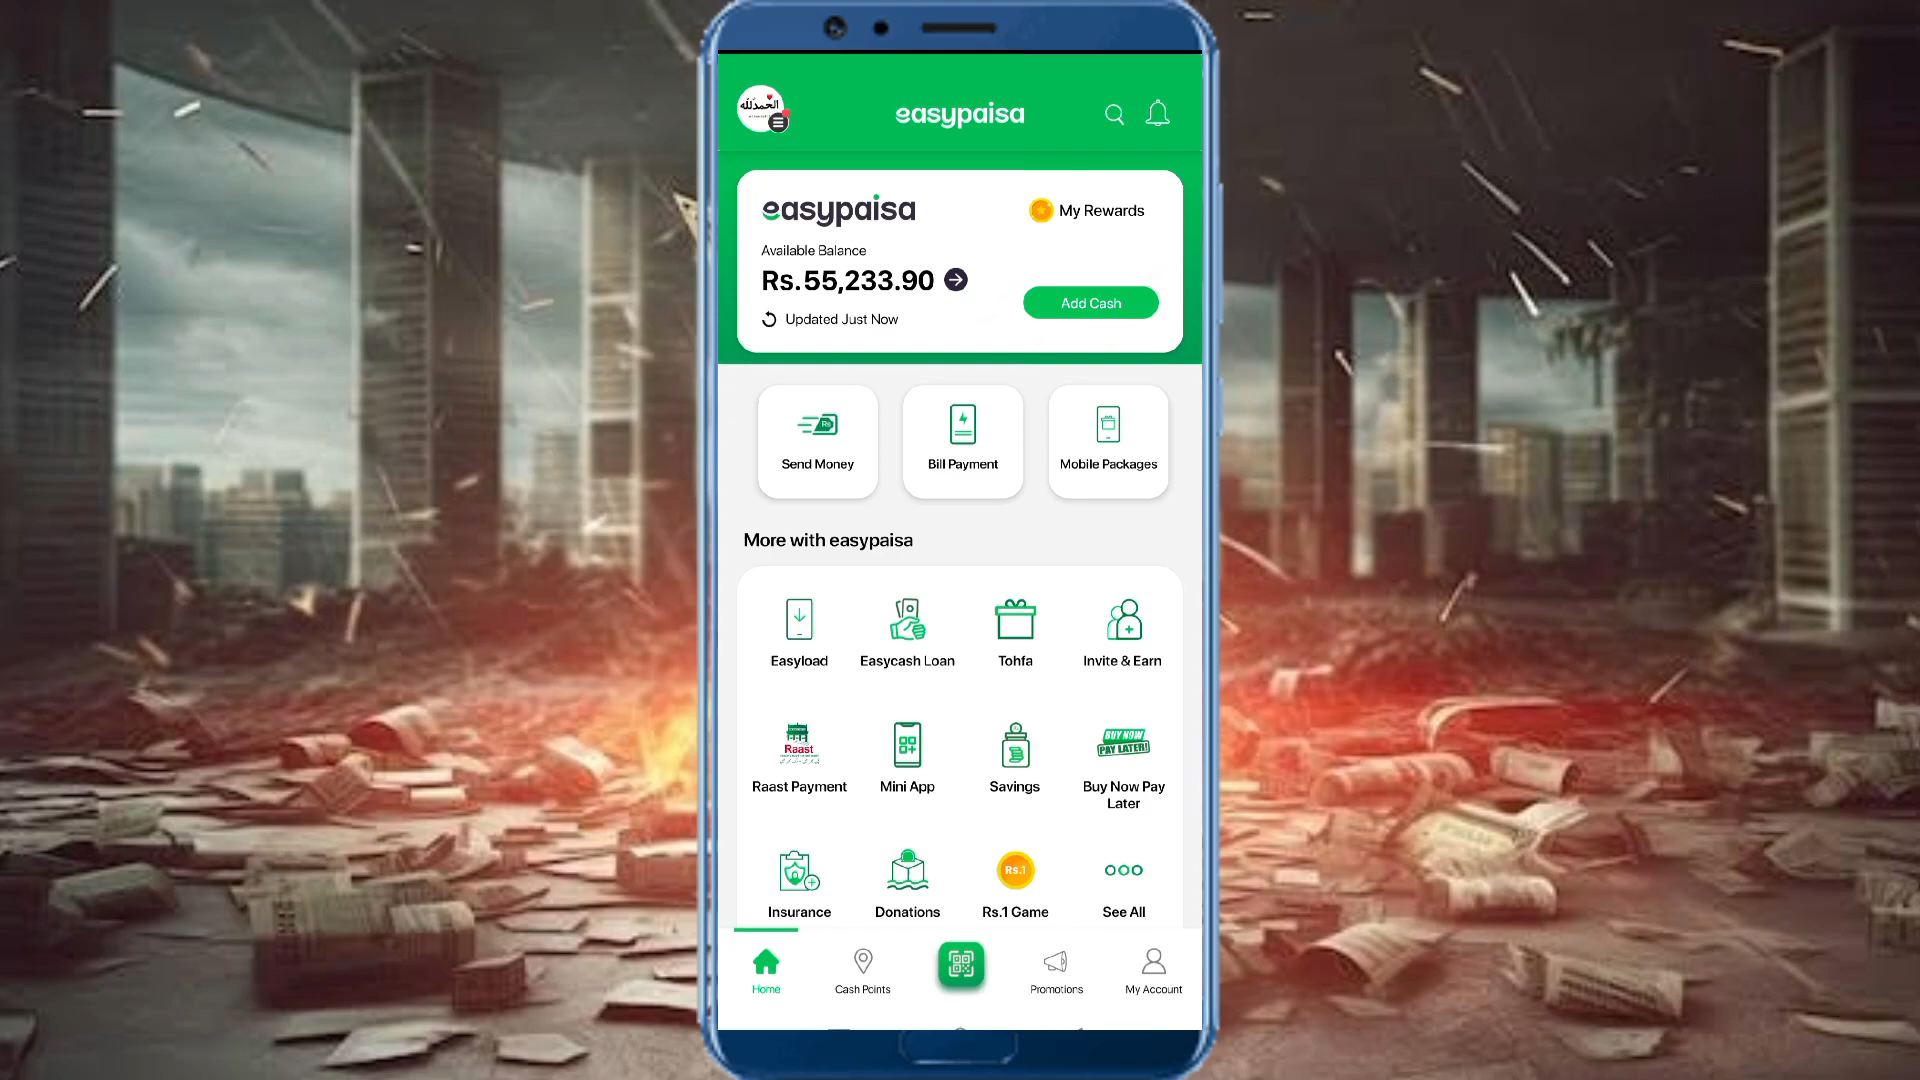 الحمدللہ
easypaisa
easypaisa
My Rewards
Available Balance
Rs.55,233.90
Add Cash
Updated Just Now
Rs
Send Money
Bill Payment
Mobile Packages
More with easypaisa
Easyload
Easycash Loan
Tohfa
Invite & Earn
Raast
BUY NOW
PAY LATER!
Raast Payment
Mini App
Savings
Buy Now Pay
Later
Rs.1
Insurance
Donations
Rs.1 Game
See All
Home
Cash Points
Promotions
My Account